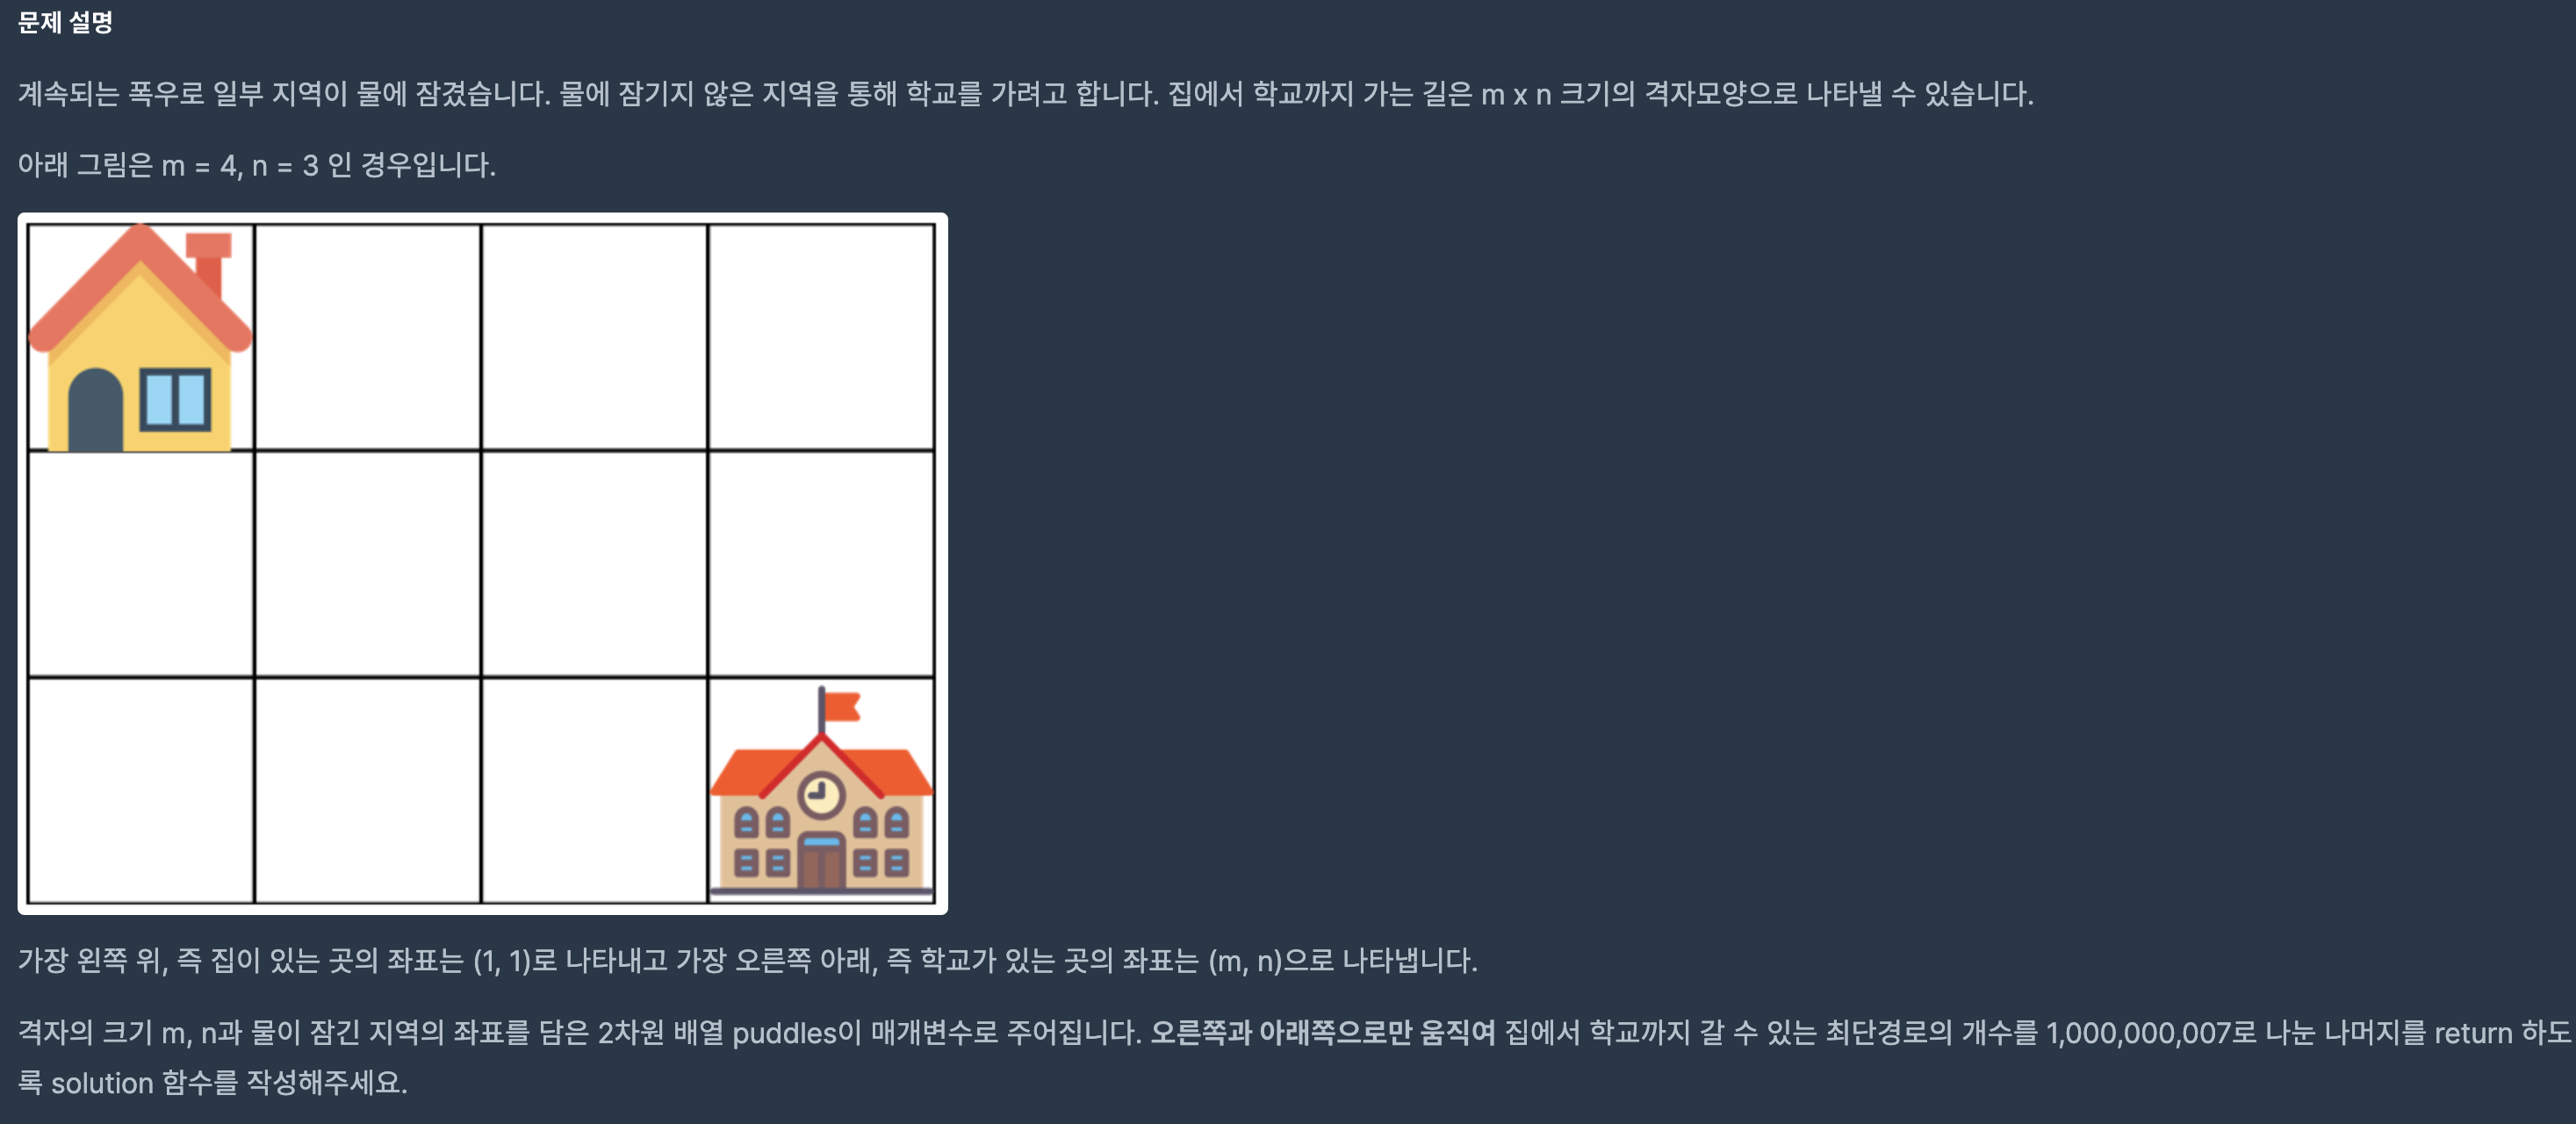 문제 설명
계속되는 폭우로 일부 지역이 물에 잠겼습니다. 물에 잠기지 않은 지역을 통해 학교를 가려고 합니다. 집에서 학교까지 가는 길은 m x n 크기의 격자모양으로 나타낼 수 있습니다.
아래 그림은 m = 4, n = 3 인 경우입니다.
가장 왼쪽 위, 즉 집이 있는 곳의 좌표는 (1, 1)로 나타내고 가장 오른쪽 아래, 즉 학교가 있는 곳의 좌표는 (m, n)으로 나타냅니다.
격자의 크기 m, n과 물이 잠긴 지역의 좌표를 담은 2차원 배열 puddles이 매개변수로 주어집니다. 오른쪽과 아래쪽으로만 움직여 집에서 학교까지 갈 수 있는 최단경로의 개수를 1,000,000,007로 나눈 나머지를 return 하도
록 solution 함수를 작성해주세요.